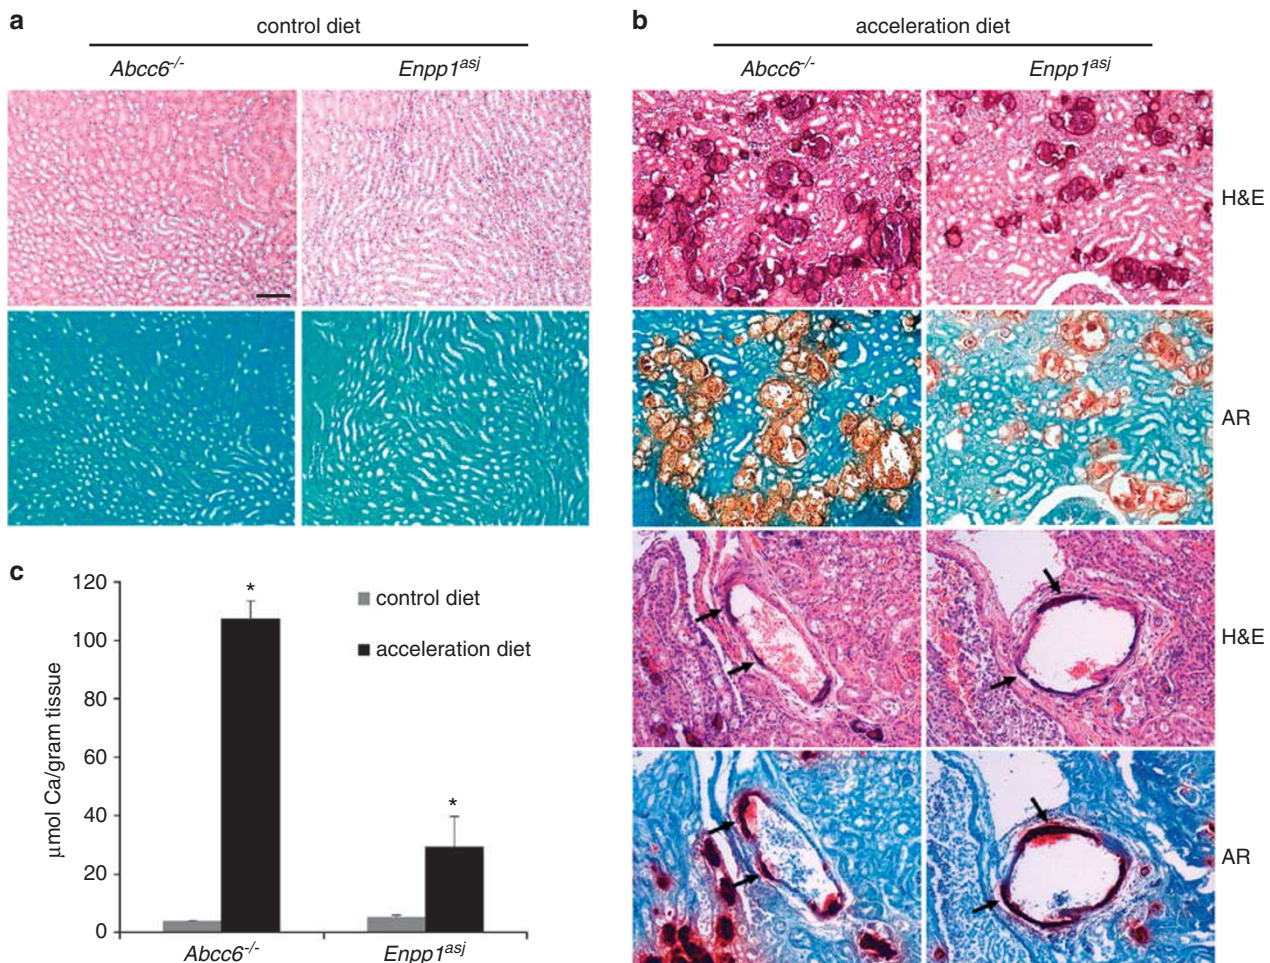 a
control diet
Abcc6-/-
Enpp1asj
b
acceleration diet
Abcc6-/-
Enpp1asj
H&E
AR
H&E
AR
c
120
100
80
60
40
20
0
µmol Ca/gram tissue
*
*
control diet
acceleration diet
Abcc6-/-
Enpp1asj